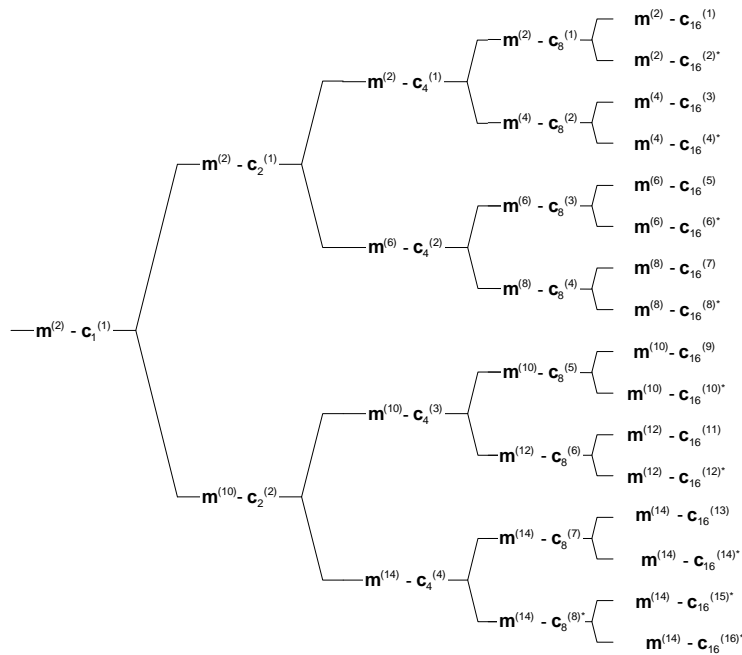 m(2) - c1(1)
m(2) - c2(1)
m(10) - c2(2)
m(2) - c4(1)
m(6) - c4(2)
m(10) - c4(3)
m(14) - c4(4)
m(2) - c8(1)
m(4) - c8(2)
m(6) - c8(3)
m(8) - c8(4)
m(10) - c8(5)
m(12) - c8(6)
m(14) - c8(7)
m(14) - c8(8)*
m(2) - c16(1)
m(2) - c16(2)*
m(4) - c16(3)
m(4) - c16(4)*
m(6) - c16(5)
m(6) - c16(6)*
m(8) - c16(7)
m(8) - c16(8)*
m(10) - c16(9)
m(10) - c16(10)*
m(12) - c16(11)
m(12) - c16(12)*
m(14) - c16(13)
m(14) - c16(14)*
m(14) - c16(15)*
m(14) - c16(16)*